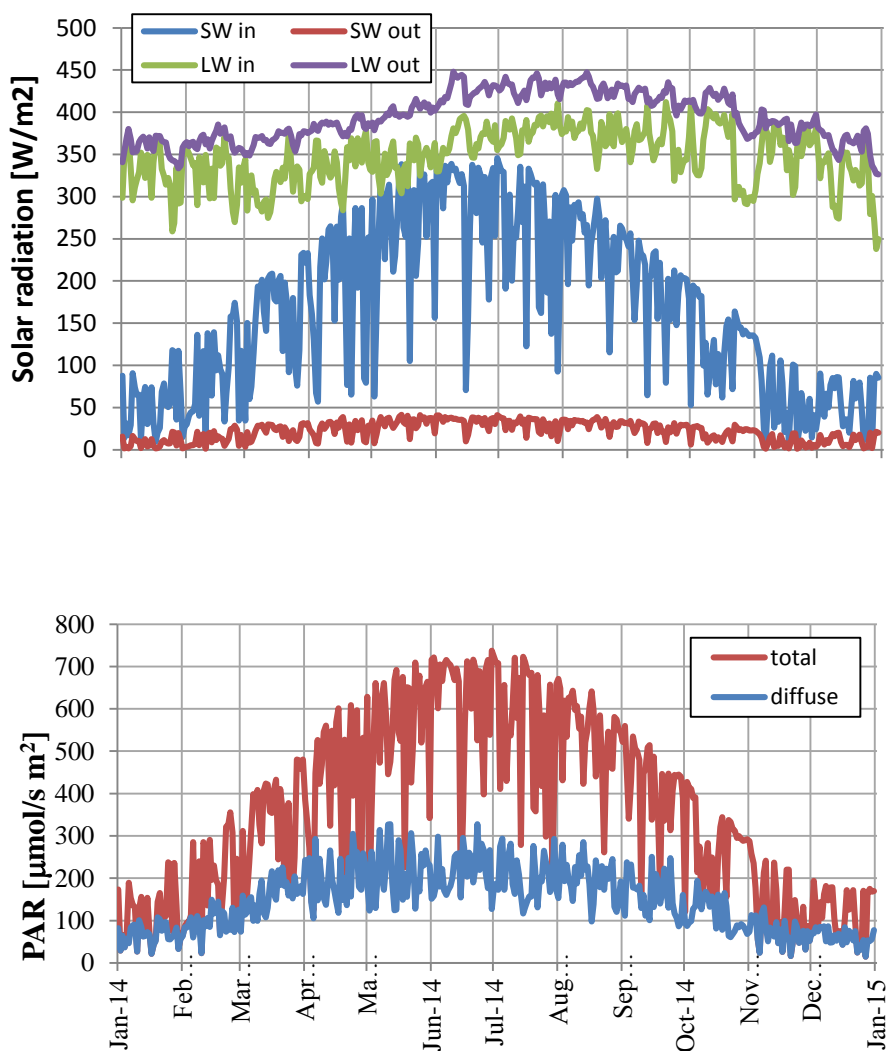 Solar radiation [W/m2]
500
450
400
350
300
250
200
150
100
50
0
SW in
SW out
LW in
LW out
PAR [μmol/s m²]
800
700
600
500
400
300
200
100
0
total
diffuse
Jan-14
Feb…
Mar…
Apr…
Ma…
Jun-14
Jul-14
Aug…
Sep…
Oct-14
Nov…
Dec…
Jan-15